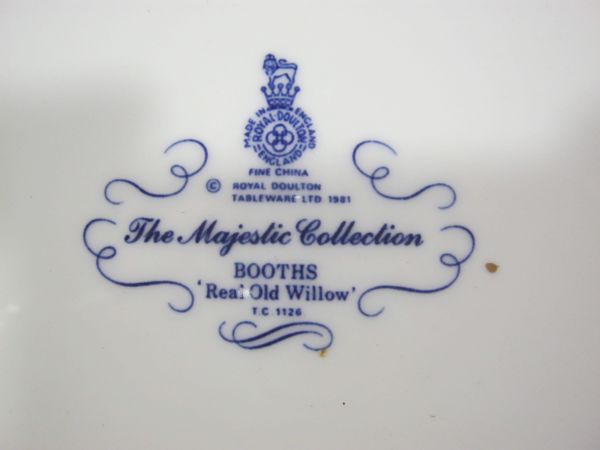 MADE IN ENGLAND
ROYAL DOULTON
ENGLAND
FINE CHINA
© ROYAL DOULTON
TABLEWARE LTD 1981
The Majestic Collection
BOOTHS
'Real Old Willow'
T.C. 1126